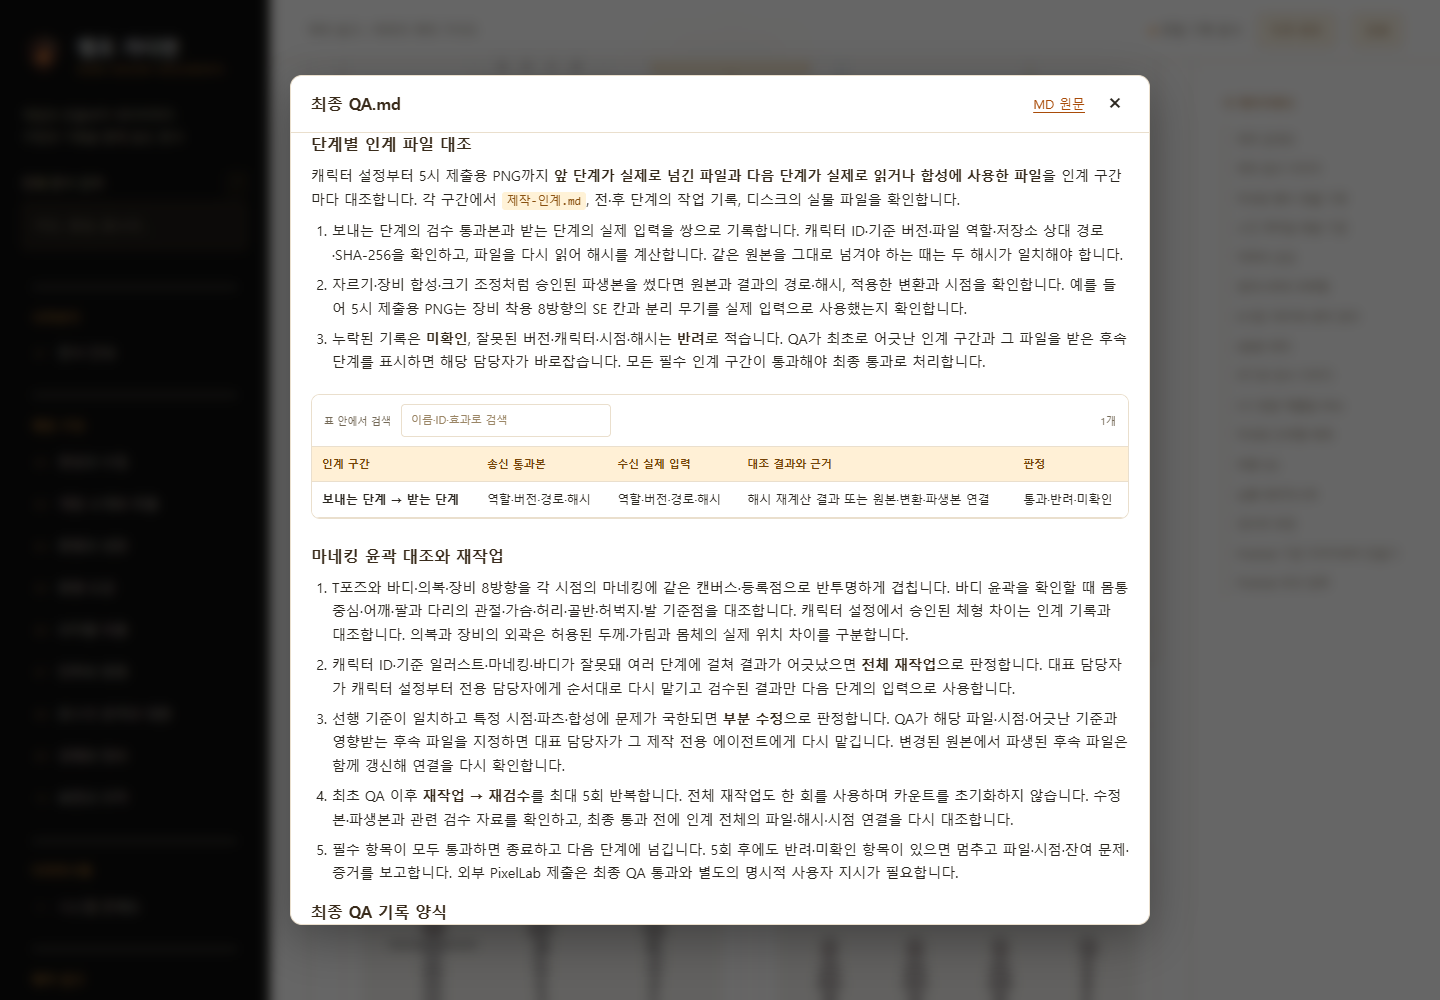 최종 QA.md
MD 원문
×
단계별 인계 파일 대조
캐릭터 설정부터 5시 제출용 PNG까지 앞 단계가 실제로 넘긴 파일과 다음 단계가 실제로 읽거나 합성에 사용한 파일을 인계 구간
마다 대조합니다. 각 구간에서 제작-인계.md, 전·후 단계의 작업 기록, 디스크의 실물 파일을 확인합니다.
1. 보내는 단계의 검수 통과본과 받는 단계의 실제 입력을 쌍으로 기록합니다. 캐릭터 ID·기준 버전·파일 역할·저장소 상대 경로
·SHA-256을 확인하고, 파일을 다시 읽어 해시를 계산합니다. 같은 원본을 그대로 넘겨야 하는 때는 두 해시가 일치해야 합니다.
2. 자르기·장비 합성·크기 조정처럼 승인된 파생본을 썼다면 원본과 결과의 경로·해시, 적용한 변환과 시점을 확인합니다. 예를 들
어 5시 제출용 PNG는 장비 착용 8방향의 SE 칸과 분리 무기를 실제 입력으로 사용했는지 확인합니다.
3. 누락된 기록은 미확인, 잘못된 버전·캐릭터·시점·해시는 반려로 적습니다. QA가 최초로 어긋난 인계 구간과 그 파일을 받은 후속
단계를 표시하면 해당 담당자가 바로잡습니다. 모든 필수 인계 구간이 통과해야 최종 통과로 처리합니다.
표 안에서 검색
이름·ID·효과로 검색
1개
인계 구간 송신 통과본 수신 실제 입력 대조 결과와 근거 판정
보내는 단계 → 받는 단계 역할·버전·경로·해시 역할·버전·경로·해시 해시 재계산 결과 또는 원본·변환·파생본 연결 통과·반려·미확인
마네킹 윤곽 대조와 재작업
1. T포즈와 바디·의복·장비 8방향을 각 시점의 마네킹에 같은 캔버스·등록점으로 반투명하게 겹칩니다. 바디 윤곽을 확인할 때 몸통
중심·어깨·팔과 다리의 관절·가슴·허리·골반·허벅지·발 기준점을 대조합니다. 캐릭터 설정에서 승인된 체형 차이는 인계 기록과
대조합니다. 의복과 장비의 외곽은 허용된 두께·가림과 몸체의 실제 위치 차이를 구분합니다.
2. 캐릭터 ID·기준 일러스트·마네킹·바디가 잘못돼 여러 단계에 걸쳐 결과가 어긋났으면 전체 재작업으로 판정합니다. 대표 담당자
가 캐릭터 설정부터 전용 담당자에게 순서대로 다시 맡기고 검수된 결과만 다음 단계의 입력으로 사용합니다.
3. 선행 기준이 일치하고 특정 시점·파츠·합성에 문제가 국한되면 부분 수정으로 판정합니다. QA가 해당 파일·시점·어긋난 기준과
영향받는 후속 파일을 지정하면 대표 담당자가 그 제작 전용 에이전트에게 다시 맡깁니다. 변경된 원본에서 파생된 후속 파일은
함께 갱신해 연결을 다시 확인합니다.
4. 최초 QA 이후 재작업 → 재검수를 최대 5회 반복합니다. 전체 재작업도 한 회를 사용하며 카운트를 초기화하지 않습니다. 수정
본·파생본과 관련 검수 자료를 확인하고, 최종 통과 전에 인계 전체의 파일·해시·시점 연결을 다시 대조합니다.
5. 필수 항목이 모두 통과하면 종료하고 다음 단계에 넘깁니다. 5회 후에도 반려·미확인 항목이 있으면 멈추고 파일·시점·잔여 문제·
증거를 보고합니다. 외부 PixelLab 제출은 최종 QA 통과와 별도의 명시적 사용자 지시가 필요합니다.
최종 QA 기록 양식